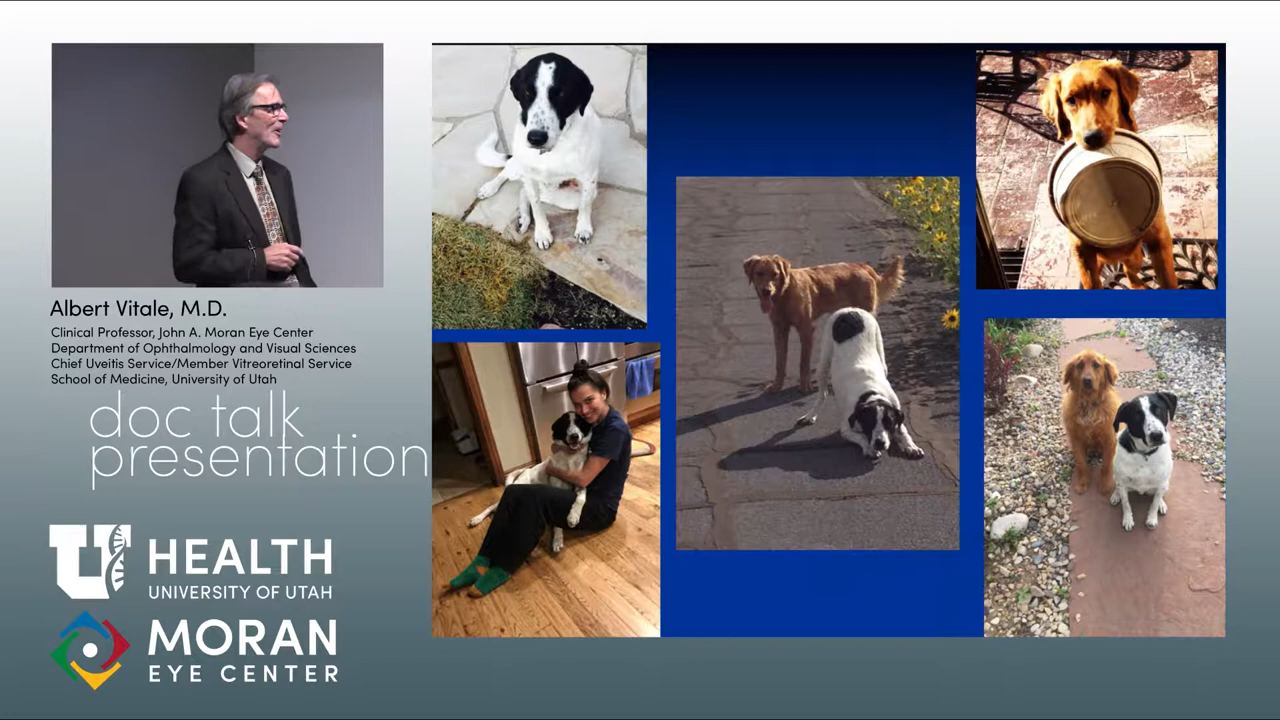 Albert Vitale, M.D.
Clinical Professor, John A. Moran Eye Center
Department of Ophthalmology and Visual Sciences
Chief Uveitis Service/Member Vitreoretinal Service
School of Medicine, University of Utah
doc talk
presentation
U HEALTH
UNIVERSITY OF UTAH
MORAN
EYE CENTER